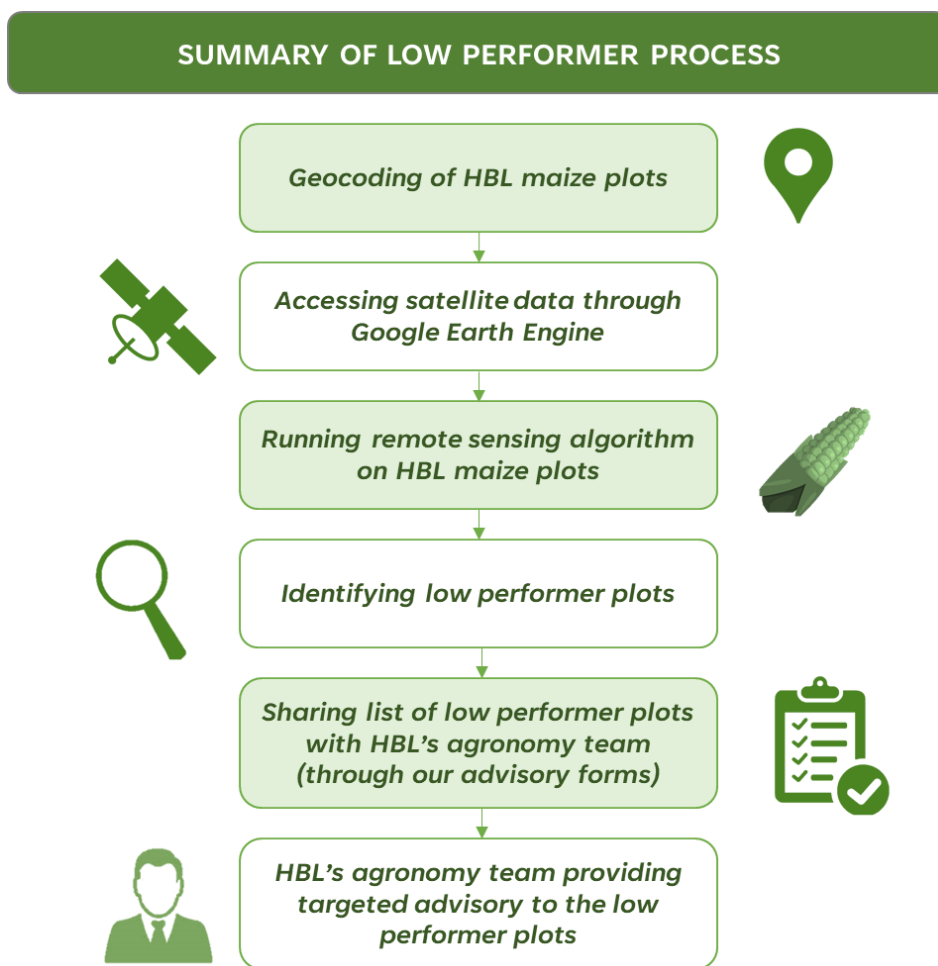 SUMMARY OF LOW PERFORMER PROCESS
Geocoding of HBL maize plots
Accessing satellite data through
Google Earth Engine
Running remote sensing algorithm
on HBL maize plots
Identifying low performer plots
Sharing list of low performer plots
with HBL’s agronomy team
(through our advisory forms)
HBL’s agronomy team providing
targeted advisory to the low
performer plots